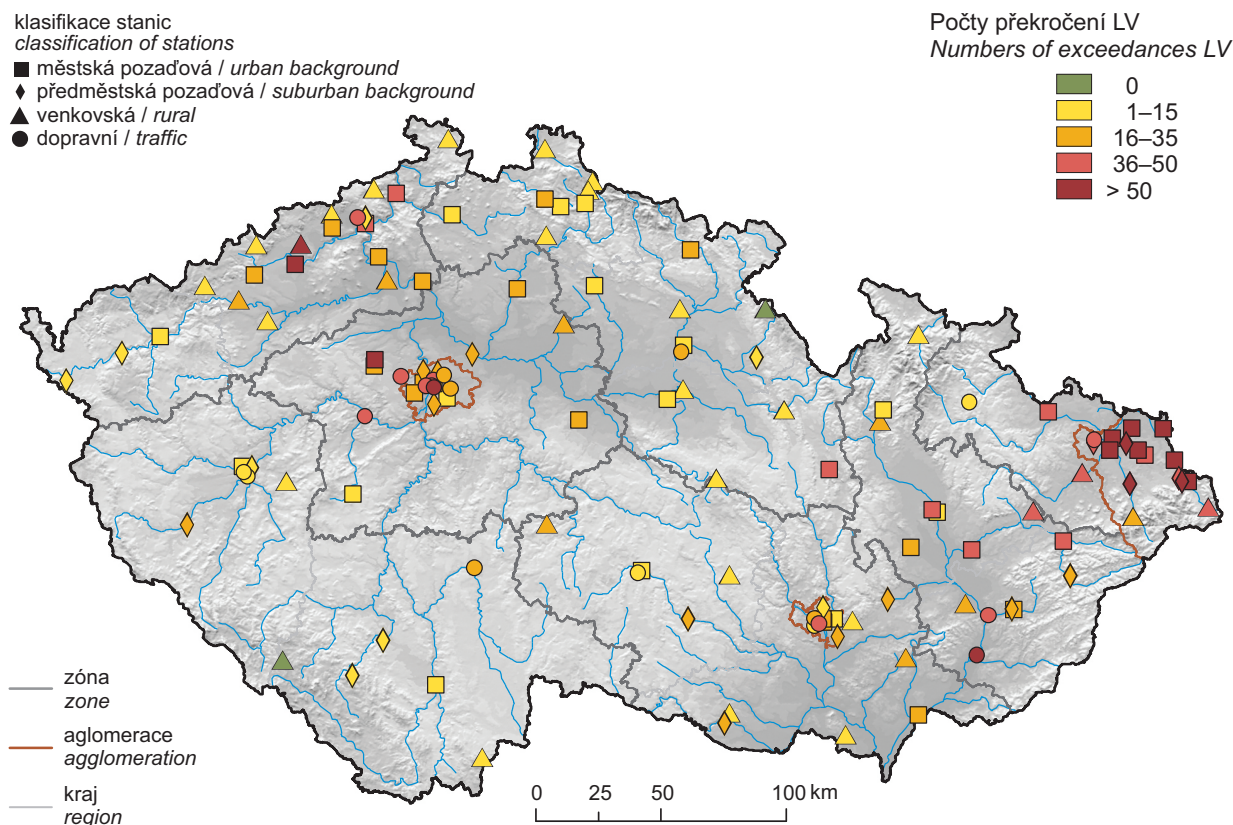 klasifikace stanic
classification of stations
městská pozaďová / urban background
předměstská pozaďová / suburban background
venkovská / rural
dopravní / traffic
Počty překročení LV
Numbers of exceedances LV
0
1–15
16–35
36–50
> 50
zóna
zone
aglomerace
agglomeration
kraj
region
0 25 50 100 km